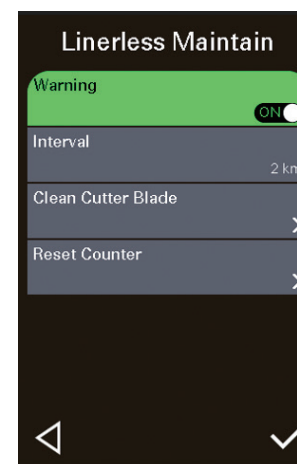 Linerless Maintain
Warning
ON
Interval
2 km
Clean Cutter Blade
Reset Counter